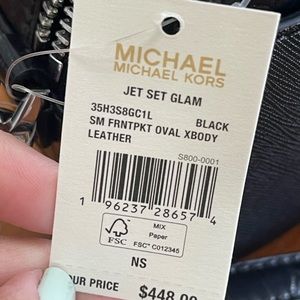 MICHAEL
MICHAEL KORS
JET SET GLAM
35H3S8GC1L BLACK
SM FRNTPKT OVAL XBODY
LEATHER
S800-0001
1 96237 28657 4
FSC
MIX
Paper
FSC™ C012345
NS
OUR PRICE $448.00